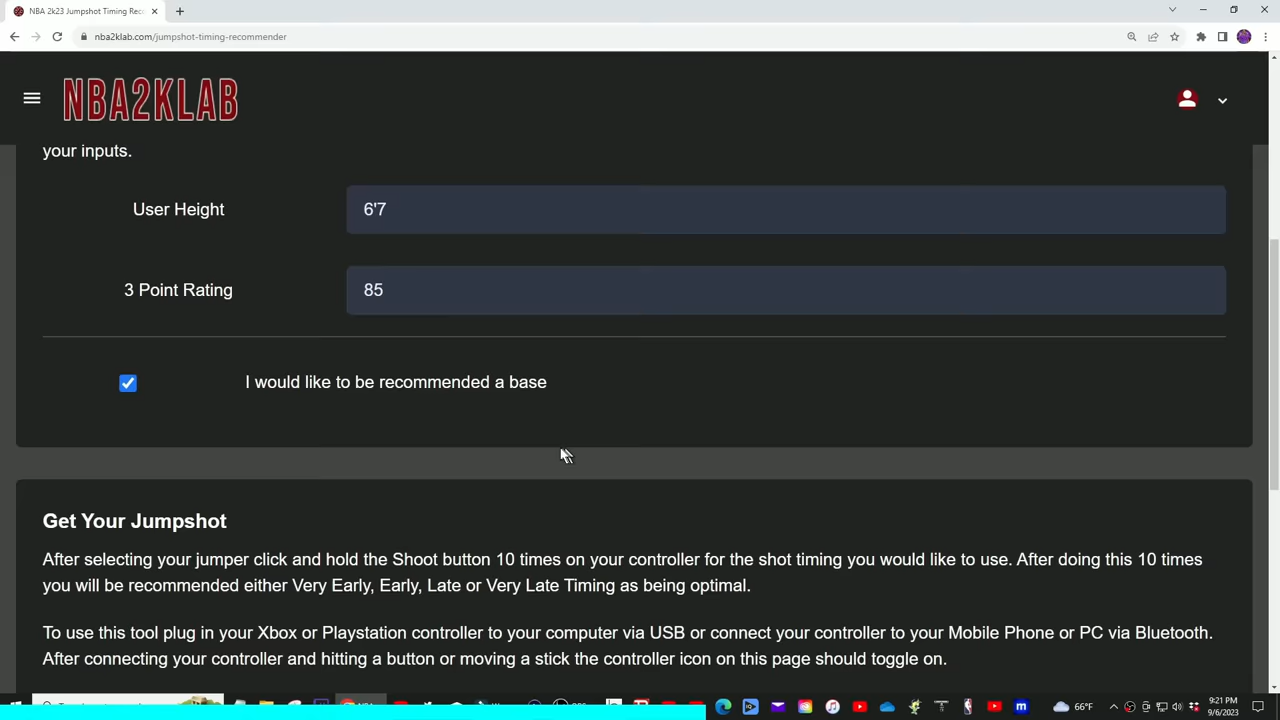 NBA 2k23 Jumpshot Timing Rec
nba2klab.com/jumpshot-timing-recommender
NBA2KLAB
your inputs.
User Height
6'7
3 Point Rating
85
I would like to be recommended a base
Get Your Jumpshot
After selecting your jumper click and hold the Shoot button 10 times on your controller for the shot timing you would like to use. After doing this 10 times
you will be recommended either Very Early, Early, Late or Very Late Timing as being optimal.
To use this tool plug in your Xbox or Playstation controller to your computer via USB or connect your controller to your Mobile Phone or PC via Bluetooth.
After connecting your controller and hitting a button or moving a stick the controller icon on this page should toggle on.
66°F
9:21 PM
9/6/2023